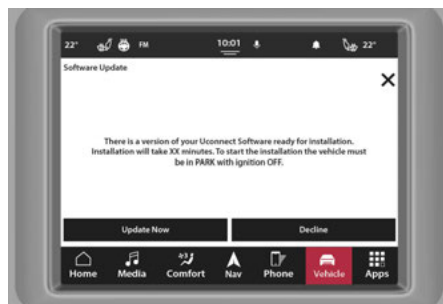 22° FM 10:01 22°
Software Update
There is a version of your Uconnect Software ready for installation.
Installation will take XX minutes. To start the installation the vehicle must
be in PARK with ignition OFF.
Update Now Decline
Home Media Comfort Nav Phone Vehicle Apps